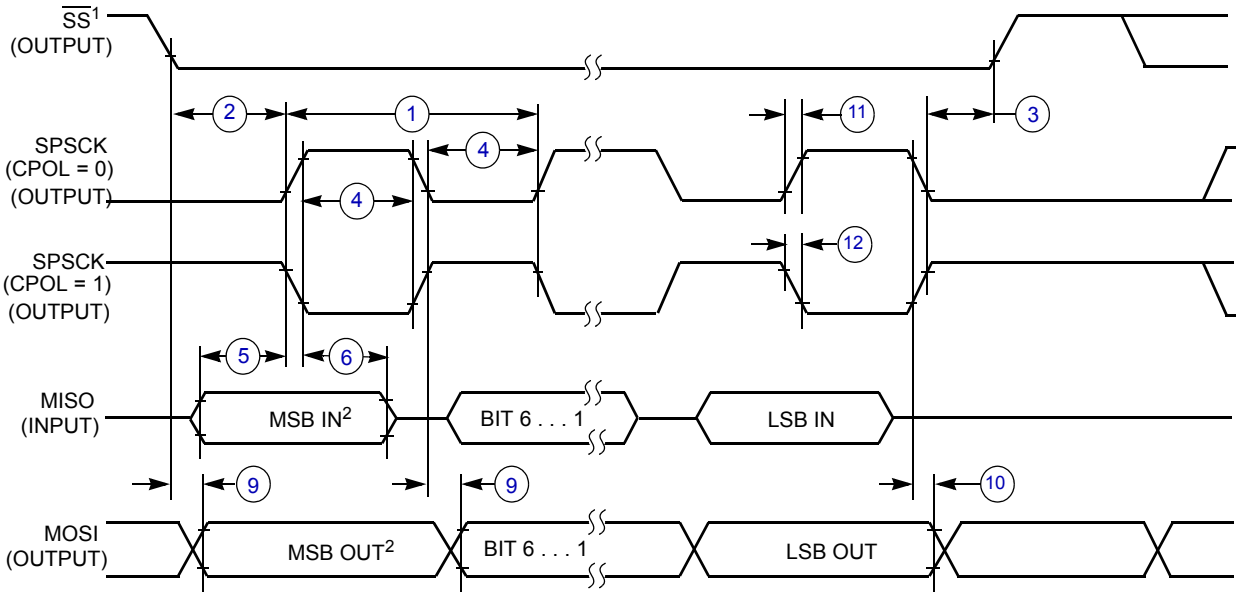 SS1
(OUTPUT)
2
1
11
3
SPSCK
(CPOL = 0)
(OUTPUT)
4
4
12
SPSCK
(CPOL = 1)
(OUTPUT)
5
6
MISO
(INPUT)
MSB IN2
BIT 6 . . . 1
LSB IN
9
9
10
MOSI
(OUTPUT)
MSB OUT2
BIT 6 . . . 1
LSB OUT